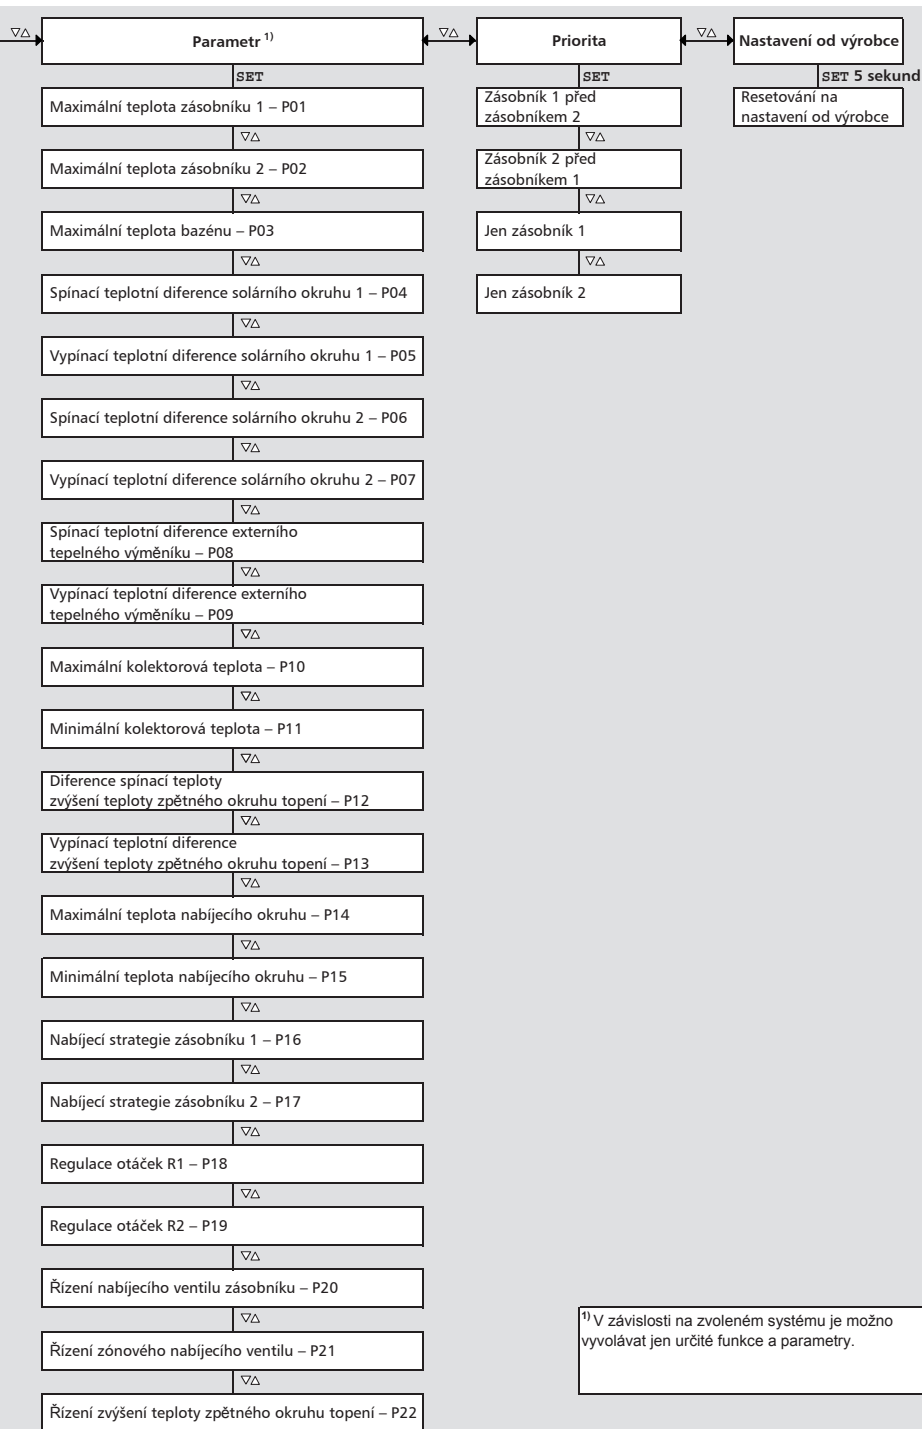 ▽△ Parametr 1) ▽△ Priorita ▽△ Nastavení od výrobce
SET
Maximální teplota zásobníku 1 – P01
▽△
Maximální teplota zásobníku 2 – P02
▽△
Maximální teplota bazénu – P03
▽△
Spínací teplotní diference solárního okruhu 1 – P04
▽△
Vypínací teplotní diference solárního okruhu 1 – P05
▽△
Spínací teplotní diference solárního okruhu 2 – P06
▽△
Vypínací teplotní diference solárního okruhu 2 – P07
▽△
Spínací teplotní diference externího
tepelného výměníku – P08
▽△
Vypínací teplotní diference externího
tepelného výměníku – P09
▽△
Maximální kolektorová teplota – P10
▽△
Minimální kolektorová teplota – P11
▽△
Diference spínací teploty
zvýšení teploty zpětného okruhu topení – P12
▽△
Vypínací teplotní diference
zvýšení teploty zpětného okruhu topení – P13
▽△
Maximální teplota nabíjecího okruhu – P14
▽△
Minimální teplota nabíjecího okruhu – P15
▽△
Nabíjecí strategie zásobníku 1 – P16
▽△
Nabíjecí strategie zásobníku 2 – P17
▽△
Regulace otáček R1 – P18
▽△
Regulace otáček R2 – P19
▽△
Řízení nabíjecího ventilu zásobníku – P20
▽△
Řízení zónového nabíjecího ventilu – P21
▽△
Řízení zvýšení teploty zpětného okruhu topení – P22
SET
Zásobník 1 před
zásobníkem 2
▽△
Zásobník 2 před
zásobníkem 1
▽△
Jen zásobník 1
▽△
Jen zásobník 2
SET 5 sekund
Resetování na
nastavení od výrobce
1) V závislosti na zvoleném systému je možno
vyvolávat jen určité funkce a parametry.